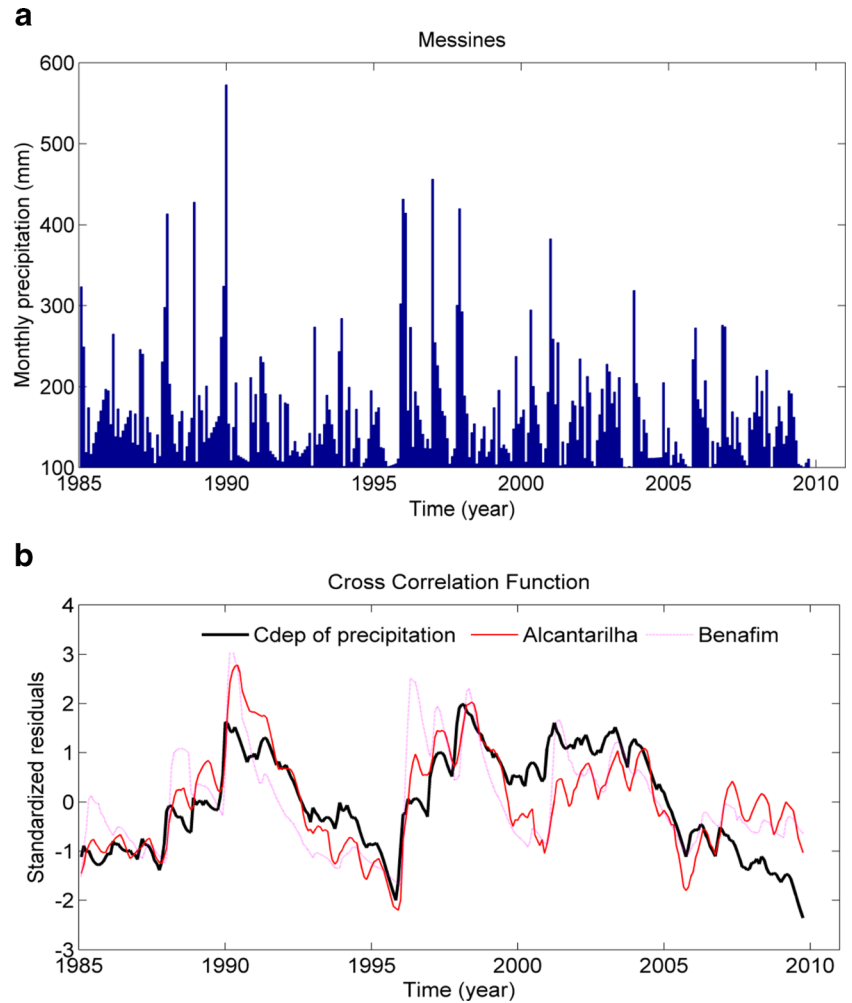 a
Messines
Monthly precipitation (mm)
600
500
400
300
200
100
1985 1990 1995 2000 2005 2010
Time (year)
b
Cross Correlation Function
Standardized residuals
4
3
2
1
0
-1
-2
-3
Cdep of precipitation Alcantarilha Benafim
1985 1990 1995 2000 2005 2010
Time (year)